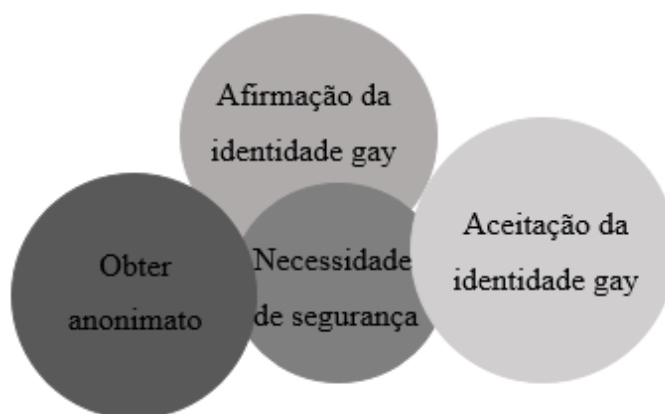 Afirmação da
identidade gay
Aceitação da
identidade gay
Obter
anonimato
Necessidade
de segurança